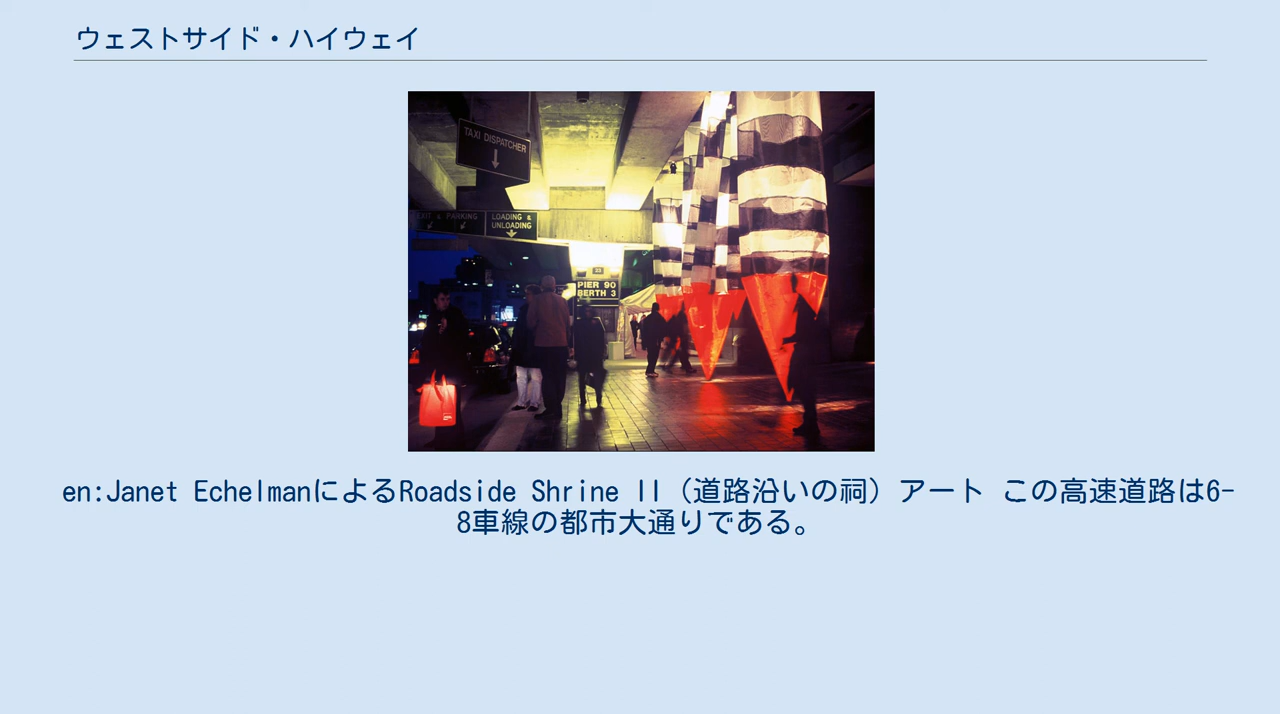 ウェストサイド・ハイウェイ
TAXI DISPATCHER
EXIT & PARKING
LOADING &
UNLOADING
23
PIER 90
BERTH 3
en:Janet EchelmanによるRoadside Shrine II（道路沿いの祠）アート この高速道路は6-
8車線の都市大通りである。